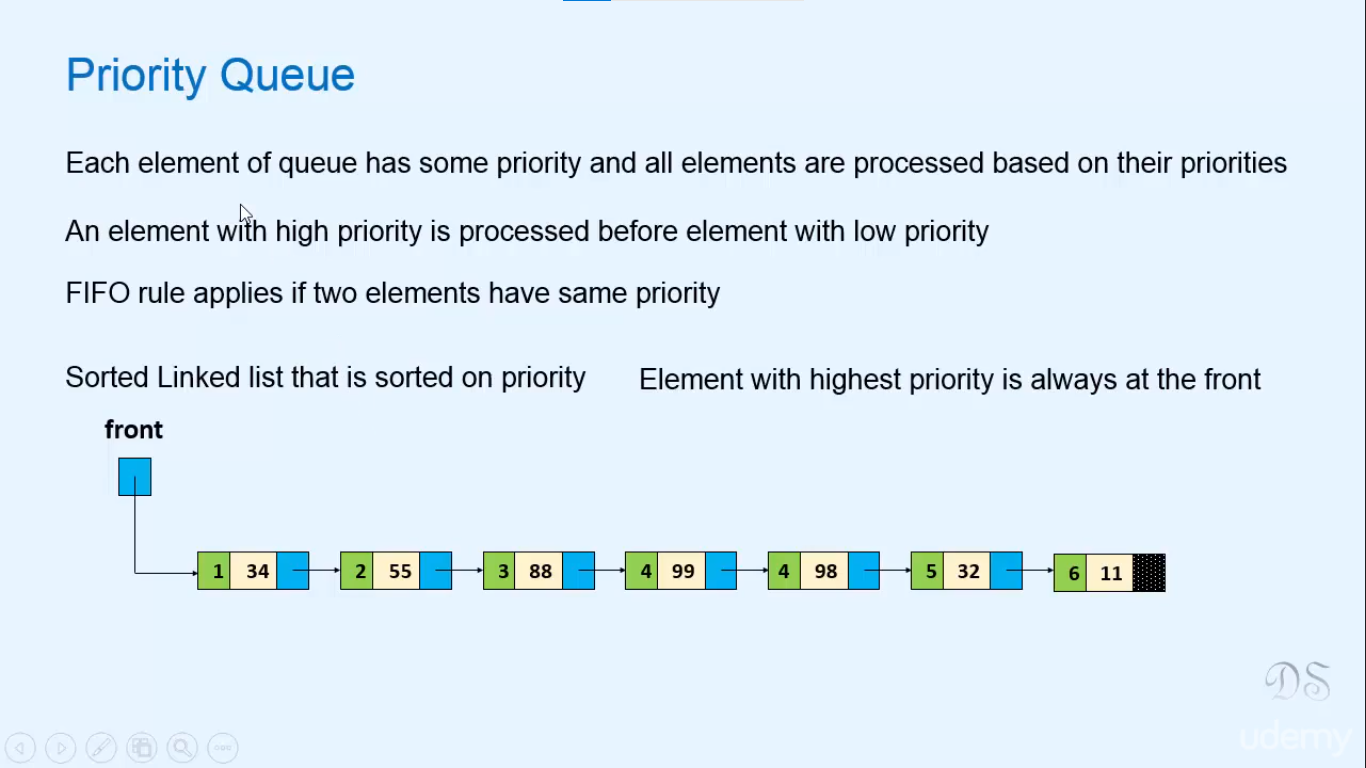 Priority Queue
Each element of queue has some priority and all elements are processed based on their priorities
An element with high priority is processed before element with low priority
FIFO rule applies if two elements have same priority
Sorted Linked list that is sorted on priority
Element with highest priority is always at the front
front
1 34 2 55 3 88 4 99 4 98 5 32 6 11
DS
udemy